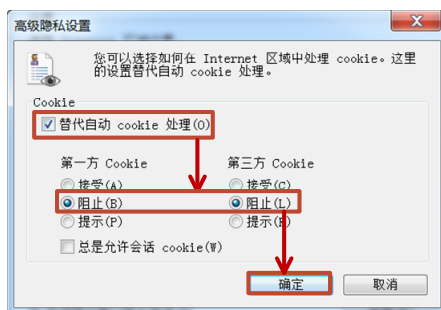 高级隐私设置
您可以选择如何在 Internet 区域中处理 cookie。这里
的设置替代自动 cookie 处理。
Cookie
替代自动 cookie 处理(O)
第一方 Cookie 第三方 Cookie
接受(A) 接受(C)
阻止(B) 阻止(L)
提示(P) 提示
总是允许会话 cookie(W)
确定 取消